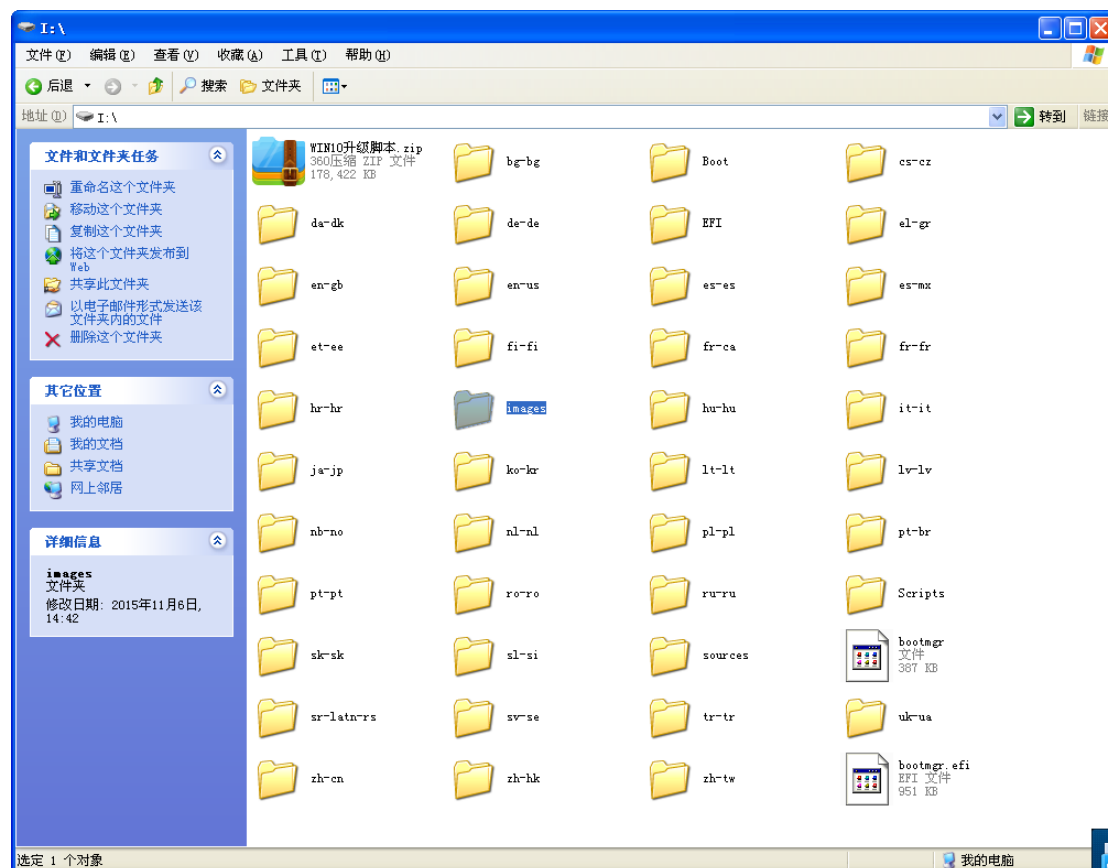 I:\
文件(F) 编辑(E) 查看(V) 收藏(A) 工具(T) 帮助(H)
后退 搜索 文件夹
地址(D) I:\ 转到 链接
文件和文件夹任务
重命名这个文件夹
移动这个文件夹
复制这个文件夹
将这个文件夹发布到
Web
共享此文件夹
以电子邮件形式发送该
文件夹内的文件
删除这个文件夹
其它位置
我的电脑
我的文档
共享文档
网上邻居
详细信息
images
文件夹
修改日期: 2015年11月6日,
14:42
WIN10升级脚本.zip
360压缩 ZIP 文件
178,422 KB
bg-bg
Boot
cs-cz
da-dk
de-de
EFI
el-gr
en-gb
en-us
es-es
es-mx
et-ee
fi-fi
fr-ca
fr-fr
hr-hr
images
hu-hu
it-it
ja-jp
ko-kr
lt-lt
lv-lv
nb-no
nl-nl
pl-pl
pt-br
pt-pt
ro-ro
ru-ru
Scripts
sk-sk
sl-si
sources
bootmgr
文件
387 KB
sr-latn-rs
sv-se
tr-tr
uk-ua
zh-cn
zh-hk
zh-tw
bootmgr.efi
EFI 文件
951 KB
选定 1 个对象
我的电脑